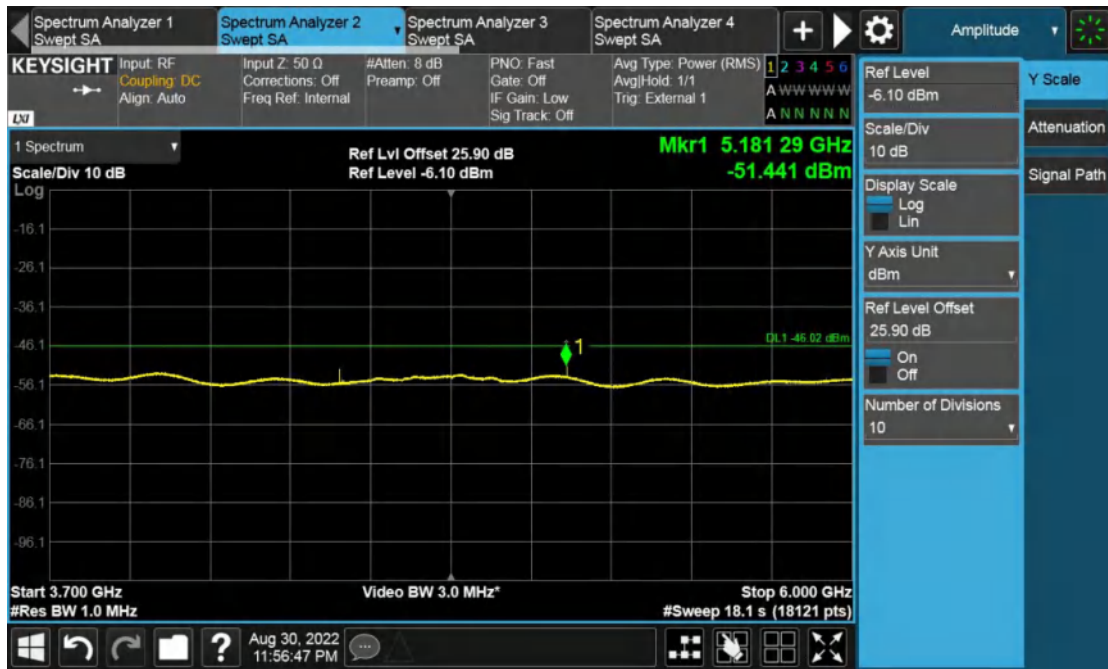 Spectrum Analyzer 1
Swept SA
Spectrum Analyzer 2
Swept SA
Spectrum Analyzer 3
Swept SA
Spectrum Analyzer 4
Swept SA
+
Amplitude
KEYSIGHT
LXI
Input: RF
Coupling: DC
Align: Auto
Input Z: 50 Ω
Corrections: Off
Freq Ref: Internal
#Atten: 8 dB
Preamp: Off
PNO: Fast
Gate: Off
IF Gain: Low
Sig Track: Off
Avg Type: Power (RMS)
Avg|Hold: 1/1
Trig: External 1
1 2 3 4 5 6
A W W W W W
A N N N N N
1 Spectrum
Scale/Div 10 dB
Log
Ref Lvl Offset 25.90 dB
Ref Level -6.10 dBm
Mkr1 5.181 29 GHz
-51.441 dBm
-16.1
-26.1
-36.1
-46.1
-56.1
-66.1
-76.1
-86.1
-96.1
DL1 -46.02 dBm
1
Start 3.700 GHz
#Res BW 1.0 MHz
Video BW 3.0 MHz*
Stop 6.000 GHz
#Sweep 18.1 s (18121 pts)
Ref Level
-6.10 dBm
Scale/Div
10 dB
Display Scale
Log
Lin
Y Axis Unit
dBm
Ref Level Offset
25.90 dB
On
Off
Number of Divisions
10
Y Scale
Attenuation
Signal Path
?
Aug 30, 2022
11:56:47 PM